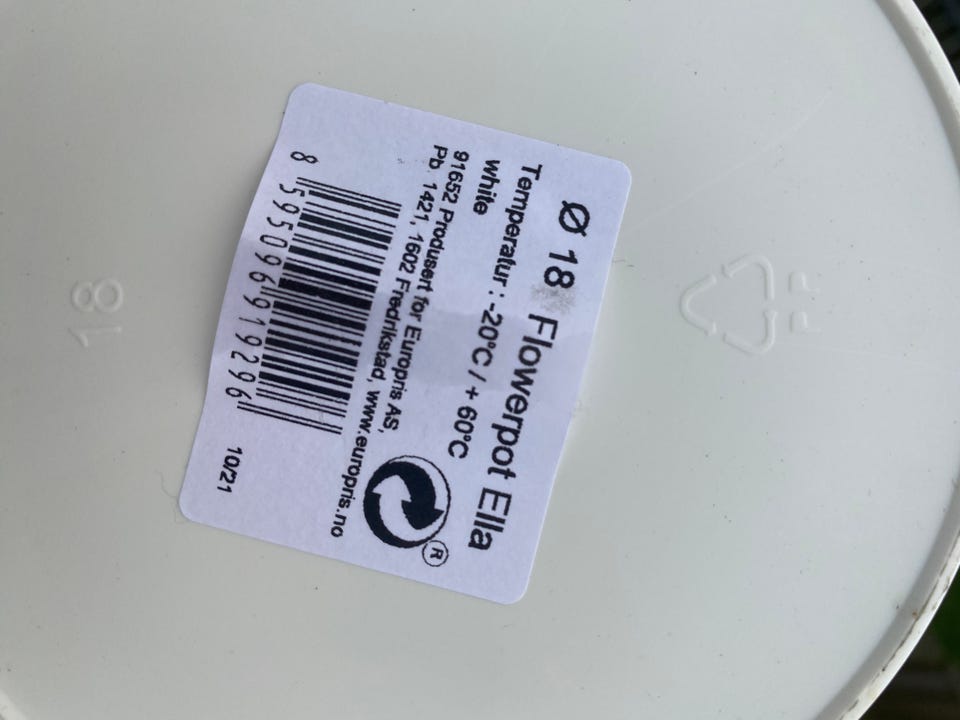 Ø 18 Flowerpot Ella
Temperatur: -20°C / + 60°C
white
91652 Produsert for Europris AS,
Pb 1421, 1602 Fredrikstad, www.europris.no
8 595096 919296
10/21
®
PP
18